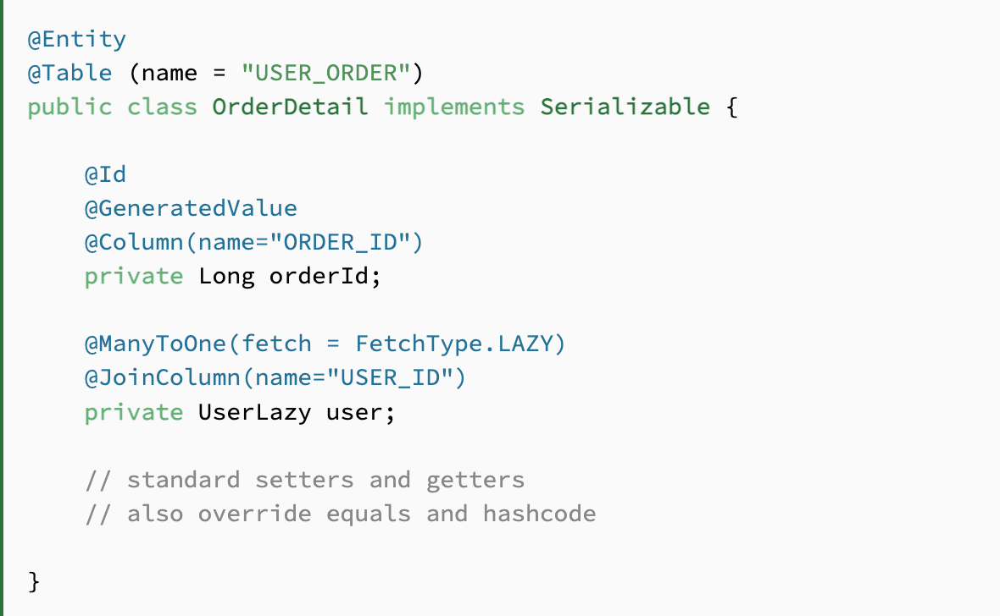 @Entity
@Table (name = "USER_ORDER")
public class OrderDetail implements Serializable {
@Id
@GeneratedValue
@Column(name="ORDER_ID")
private Long orderId;
@ManyToOne(fetch = FetchType.LAZY)
@JoinColumn(name="USER_ID")
private UserLazy user;
// standard setters and getters
// also override equals and hashcode
}